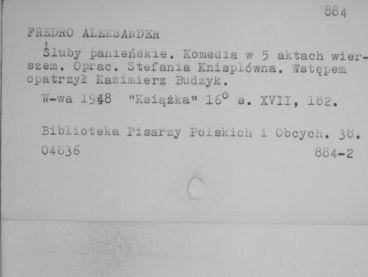 884
FREDRO ALEKSANDER
Śluby panieńskie. Komedia w 5 aktach wier-
szem. Oprac. Stefania Knisplówna. Wstępem
opatrzył Kazimierz Budzyk.
W-wa 1948 "Książka" 16⁰ s. XVII, 182.
Biblioteka Pisarzy Polskich i Obcych. 38.
04836 884-2